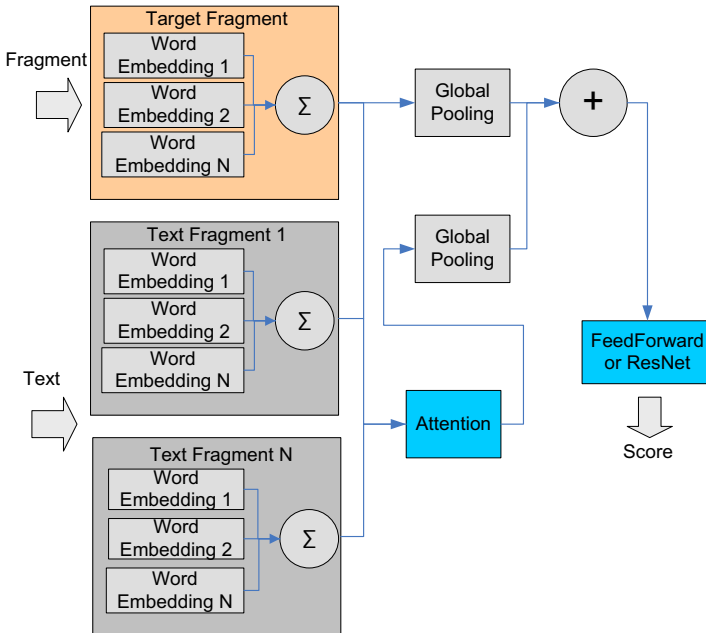 Target Fragment
Fragment
Word
Embedding 1
Word
Embedding 2
Word
Embedding N
Σ
Global
Pooling
+
Text Fragment 1
Word
Embedding 1
Word
Embedding 2
Word
Embedding N
Σ
Global
Pooling
FeedForward
or ResNet
Score
Text
Attention
Text Fragment N
Word
Embedding 1
Word
Embedding 2
Word
Embedding N
Σ